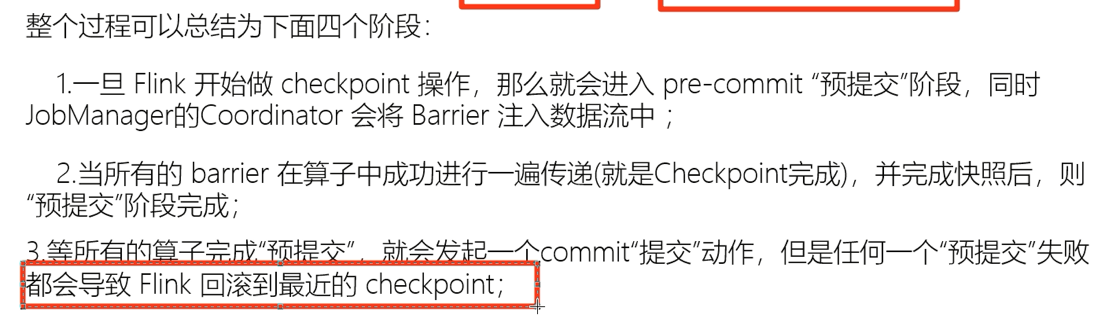 整个过程可以总结为下面四个阶段：
1.一旦 Flink 开始做 checkpoint 操作，那么就会进入 pre-commit “预提交”阶段，同时
JobManager的Coordinator 会将 Barrier 注入数据流中 ；
2.当所有的 barrier 在算子中成功进行一遍传递(就是Checkpoint完成)，并完成快照后，则
“预提交”阶段完成；
3.等所有的算子完成“预提交”，就会发起一个commit“提交”动作，但是任何一个“预提交”失败
都会导致 Flink 回滚到最近的 checkpoint；